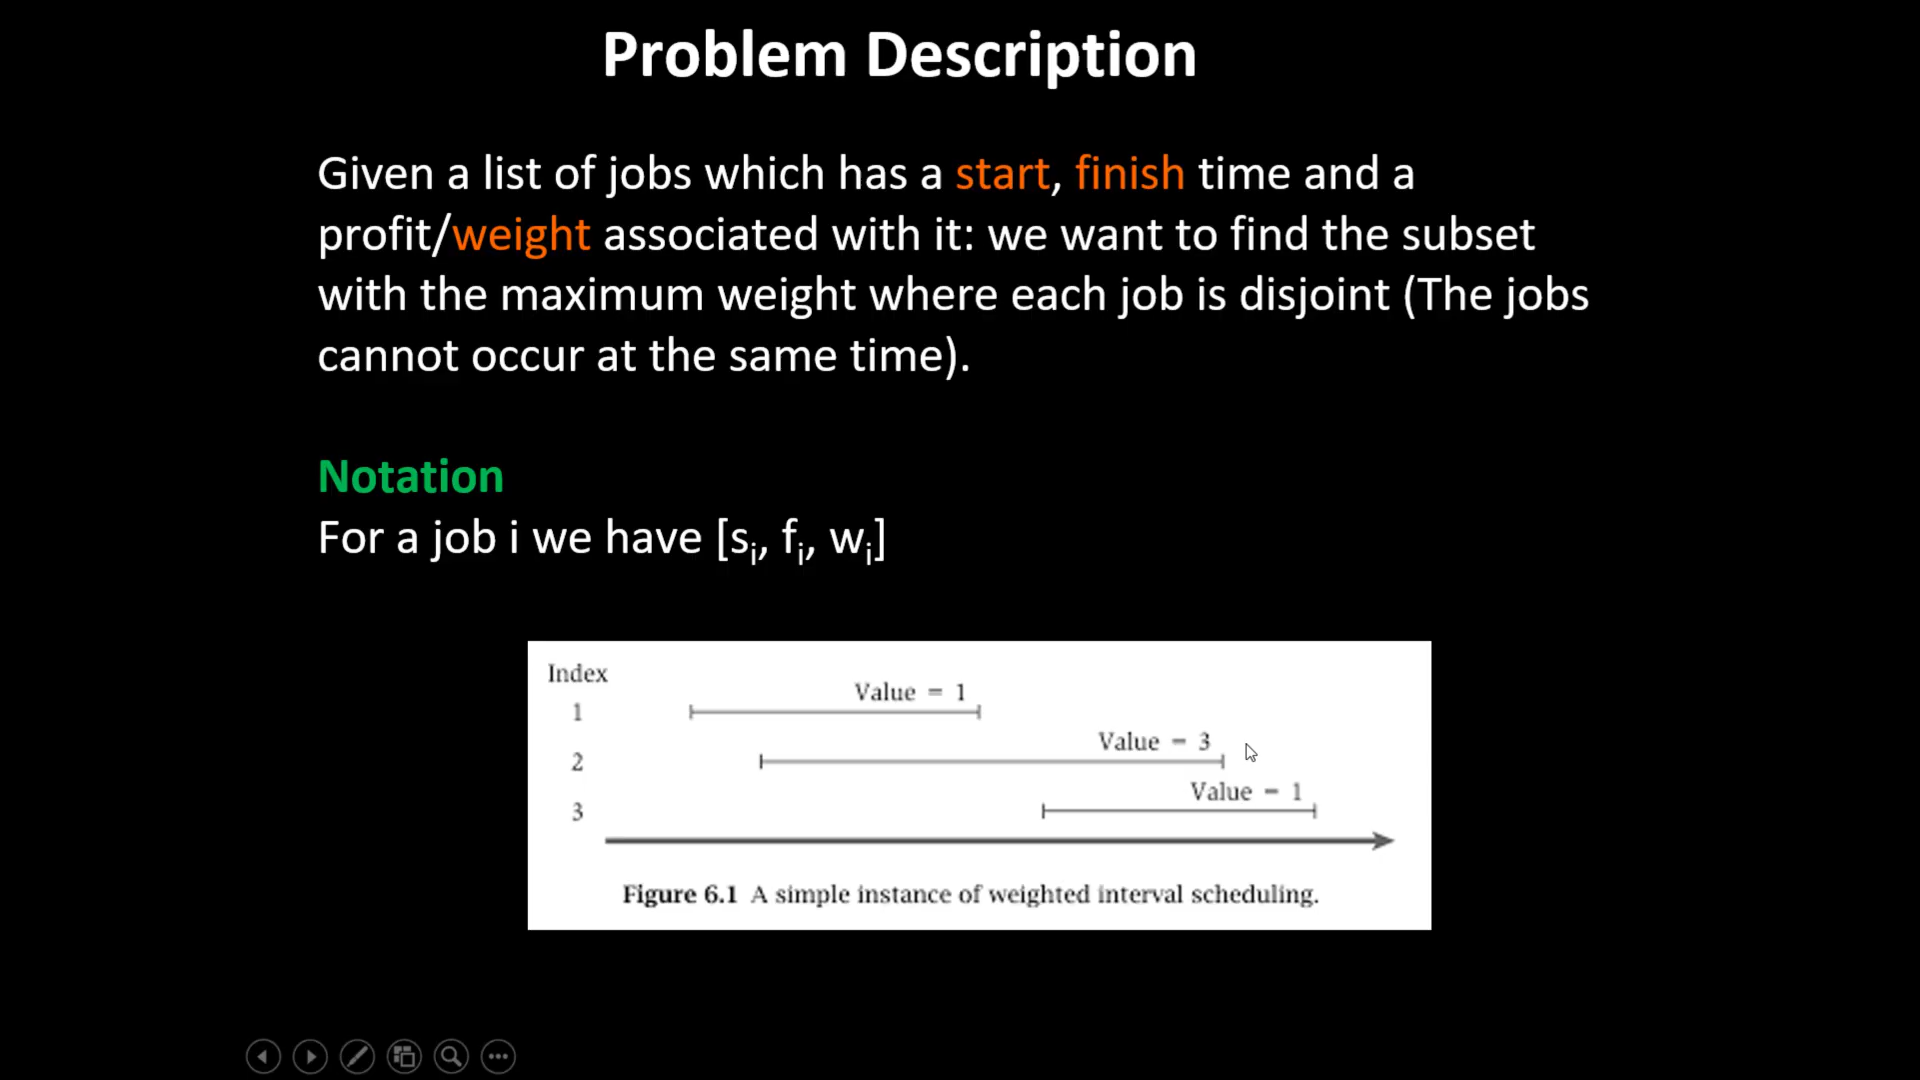 Problem Description
Given a list of jobs which has a start, finish time and a
profit/weight associated with it: we want to find the subset
with the maximum weight where each job is disjoint (The jobs
cannot occur at the same time).
Notation
For a job i we have [sᵢ, fᵢ, wᵢ]
Index
Value = 1
1
Value = 3
2
Value = 1
3
Figure 6.1 A simple instance of weighted interval scheduling.